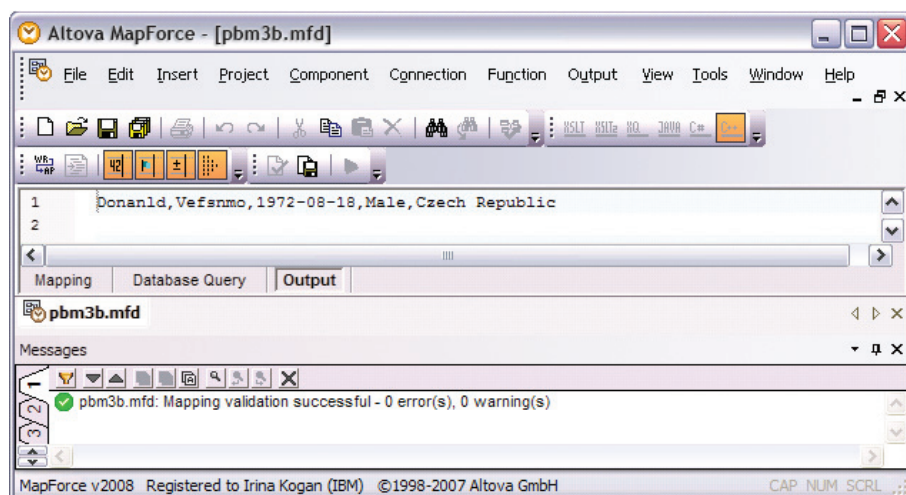 Altova MapForce - [pbm3b.mfd]
File Edit Insert Project Component Connection Function Output View Tools Window Help
XSLT XSLT2 XQ JAVA C# C++
1 Donanld,Vefsnmo,1972-08-18,Male,Czech Republic
2
Mapping Database Query Output
pbm3b.mfd
Messages
1 pbm3b.mfd: Mapping validation successful - 0 error(s), 0 warning(s)
2
3
MapForce v2008 Registered to Irina Kogan (IBM) ©1998-2007 Altova GmbH CAP NUM SCRL